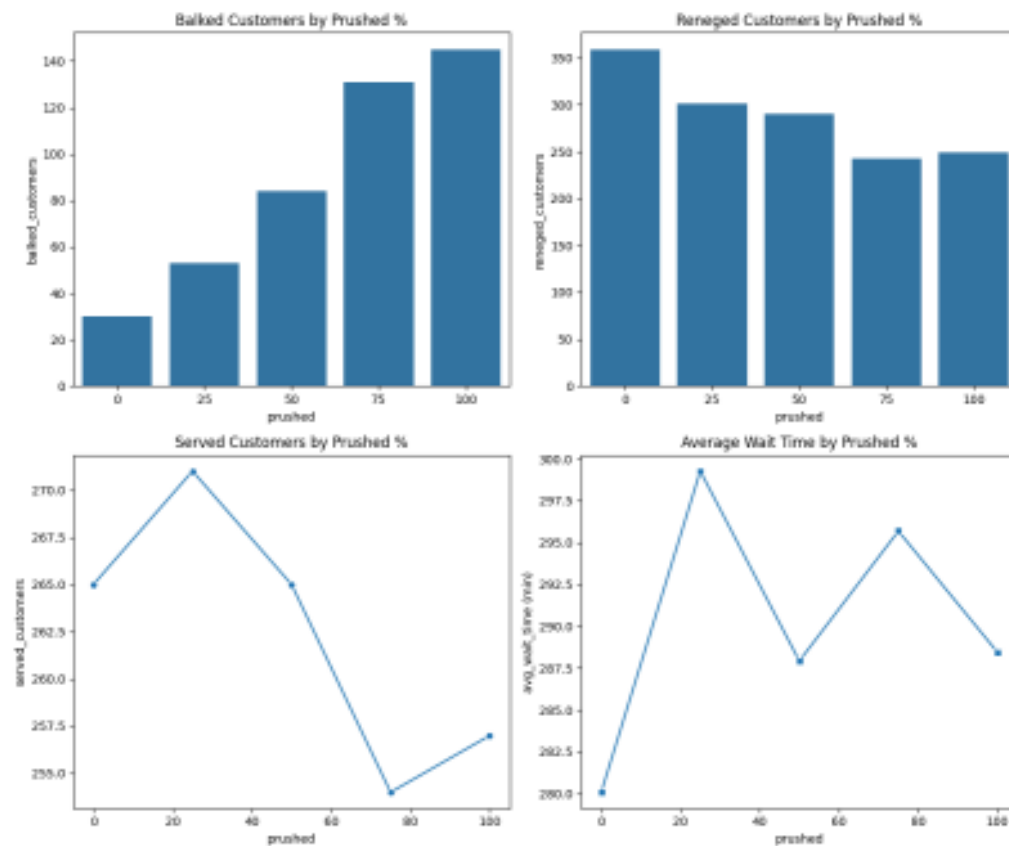 Balked Customers by Prushed %
balked_customers
140
120
100
80
60
40
20
0
0 25 50 75 100
prushed
Reneged Customers by Prushed %
reneged_customers
350
300
250
200
150
100
50
0
0 25 50 75 100
prushed
Served Customers by Prushed %
served_customers
270.0
267.5
265.0
262.5
260.0
257.5
255.0
0 20 40 60 80 100
prushed
Average Wait Time by Prushed %
avg_wait_time (min)
300.0
297.5
295.0
292.5
290.0
287.5
285.0
282.5
280.0
0 20 40 60 80 100
prushed